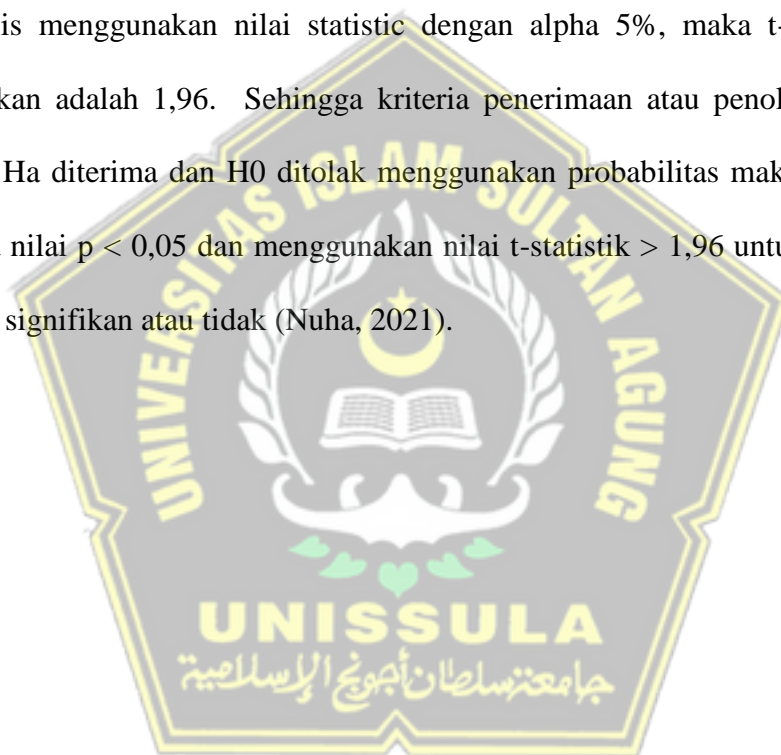 is menggunakan nilai statistic dengan alpha 5%, maka t-
kan adalah 1,96. Sehingga kriteria penerimaan atau penol
Ha diterima dan H0 ditolak menggunakan probabilitas mak
nilai p < 0,05 dan menggunakan nilai t-statistik > 1,96 untu
signifikan atau tidak (Nuha, 2021).
UNIVERSITAS ISLAM SULTAN AGUNG
UNISSULA
جامعتنسلطان أجونج الإسلامية